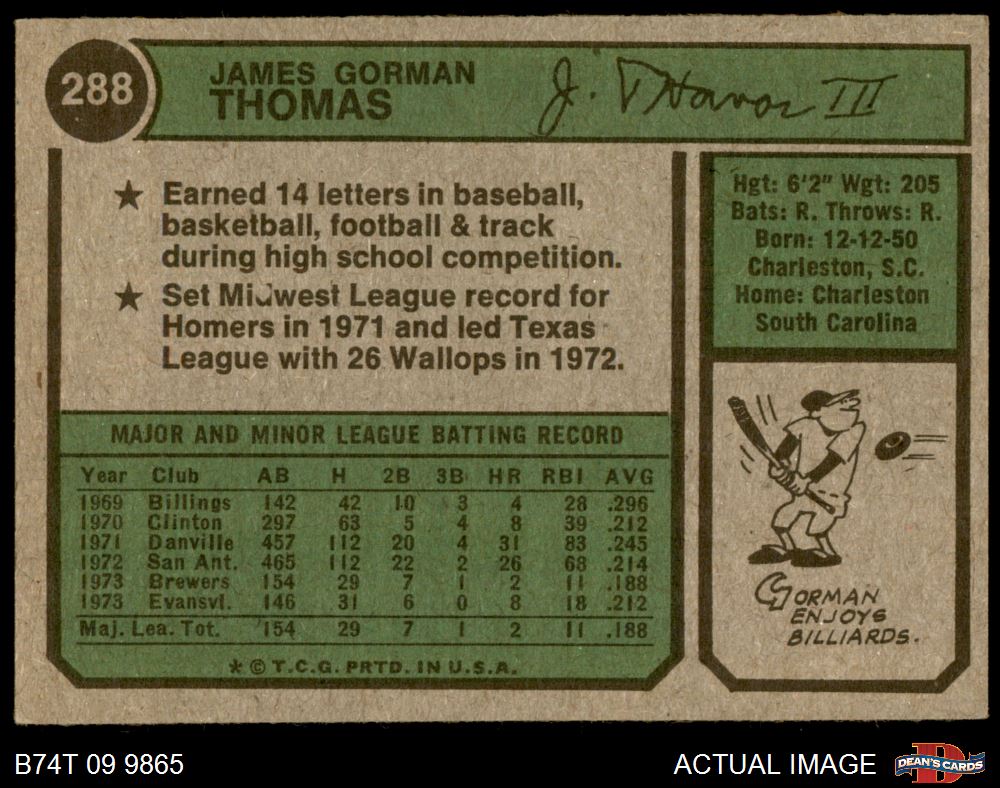 288
JAMES GORMAN
THOMAS
J. Thomas III
★ Earned 14 letters in baseball,
basketball, football & track
during high school competition.
★ Set Midwest League record for
Homers in 1971 and led Texas
League with 26 Wallops in 1972.
Hgt: 6'2" Wgt: 205
Bats: R. Throws: R.
Born: 12-12-50
Charleston, S.C.
Home: Charleston
South Carolina
MAJOR AND MINOR LEAGUE BATTING RECORD
Year Club AB H 2B 3B HR RBI AVG
1969 Billings 142 42 10 3 4 28 .296
1970 Clinton 297 63 5 4 8 39 .212
1971 Danville 457 112 20 4 31 83 .245
1972 San Ant. 465 112 22 2 26 68 .214
1973 Brewers 154 29 7 1 2 11 .188
1973 Evansvl. 146 31 6 0 8 18 .212
Maj. Lea. Tot. 154 29 7 1 2 11 .188
* © T.C.G. PRTD. IN U.S.A.
GORMAN
ENJOYS
BILLIARDS.
B74T 09 9865
ACTUAL IMAGE
DEAN'S CARDS